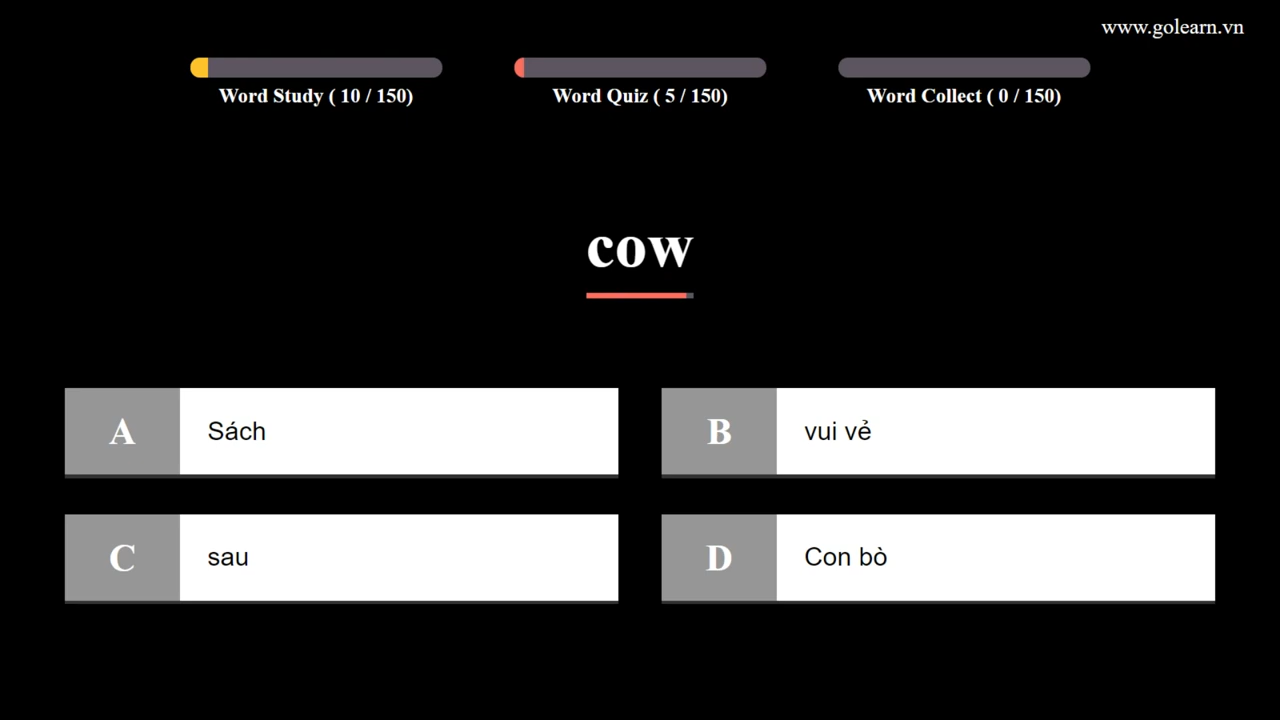 www.golearn.vn
Word Study ( 10 / 150)
Word Quiz ( 5 / 150)
Word Collect ( 0 / 150)
cow
A Sách
B vui vẻ
C sau
D Con bò